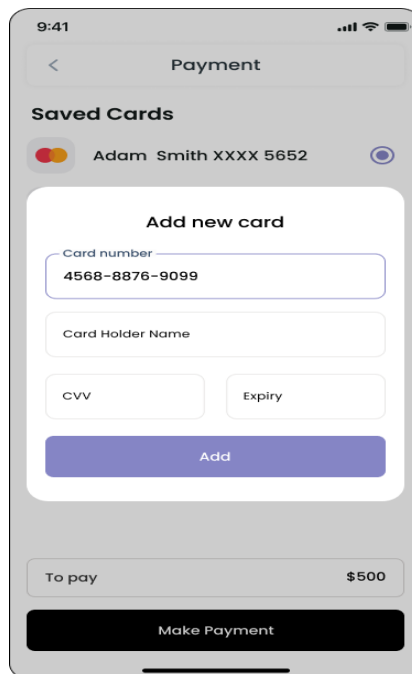 9:41
Payment
Saved Cards
Adam Smith XXXX 5652
Add new card
Card number
4568-8876-9099
Card Holder Name
CVV Expiry
Add
To pay $500
Make Payment